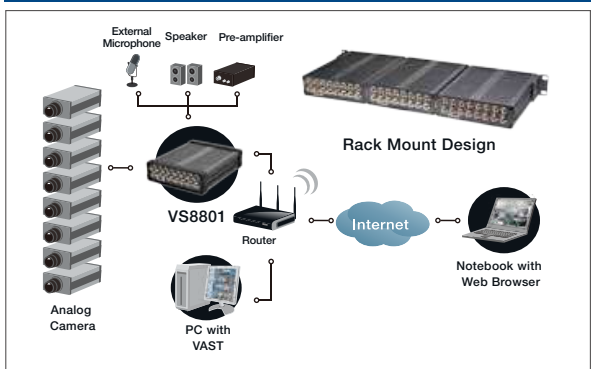 External
Microphone
Speaker
Pre-amplifier
Rack Mount Design
VS8801
Router
Internet
Notebook with
Web Browser
Analog
Camera
PC with
VAST